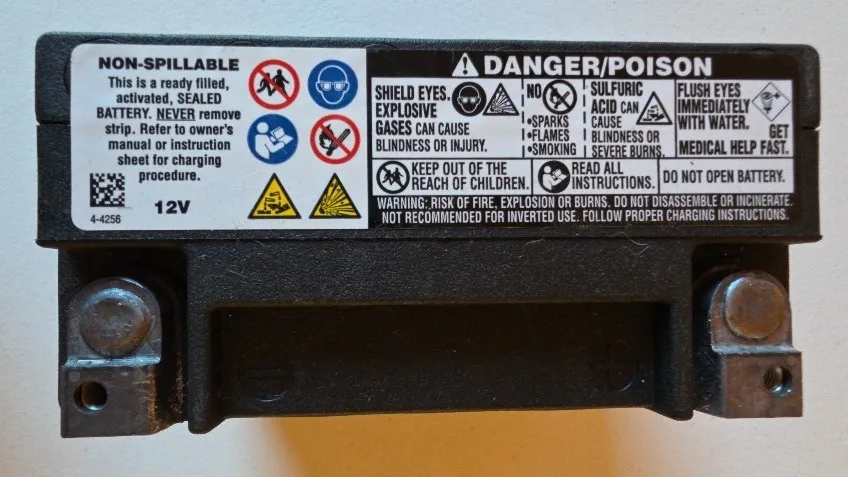 NON-SPILLABLE
This is a ready filled,
activated, SEALED
BATTERY. NEVER remove
strip. Refer to owner's
manual or instruction
sheet for charging
procedure.
4-4256
12V
DANGER/POISON
SHIELD EYES.
EXPLOSIVE
GASES CAN CAUSE
BLINDNESS OR INJURY.
NO
•SPARKS
•FLAMES
•SMOKING
SULFURIC
ACID CAN
CAUSE
BLINDNESS OR
SEVERE BURNS.
FLUSH EYES
IMMEDIATELY
WITH WATER.
GET
MEDICAL HELP FAST.
KEEP OUT OF THE
REACH OF CHILDREN.
READ ALL
INSTRUCTIONS.
DO NOT OPEN BATTERY.
WARNING: RISK OF FIRE, EXPLOSION OR BURNS. DO NOT DISASSEMBLE OR INCINERATE.
NOT RECOMMENDED FOR INVERTED USE. FOLLOW PROPER CHARGING INSTRUCTIONS.